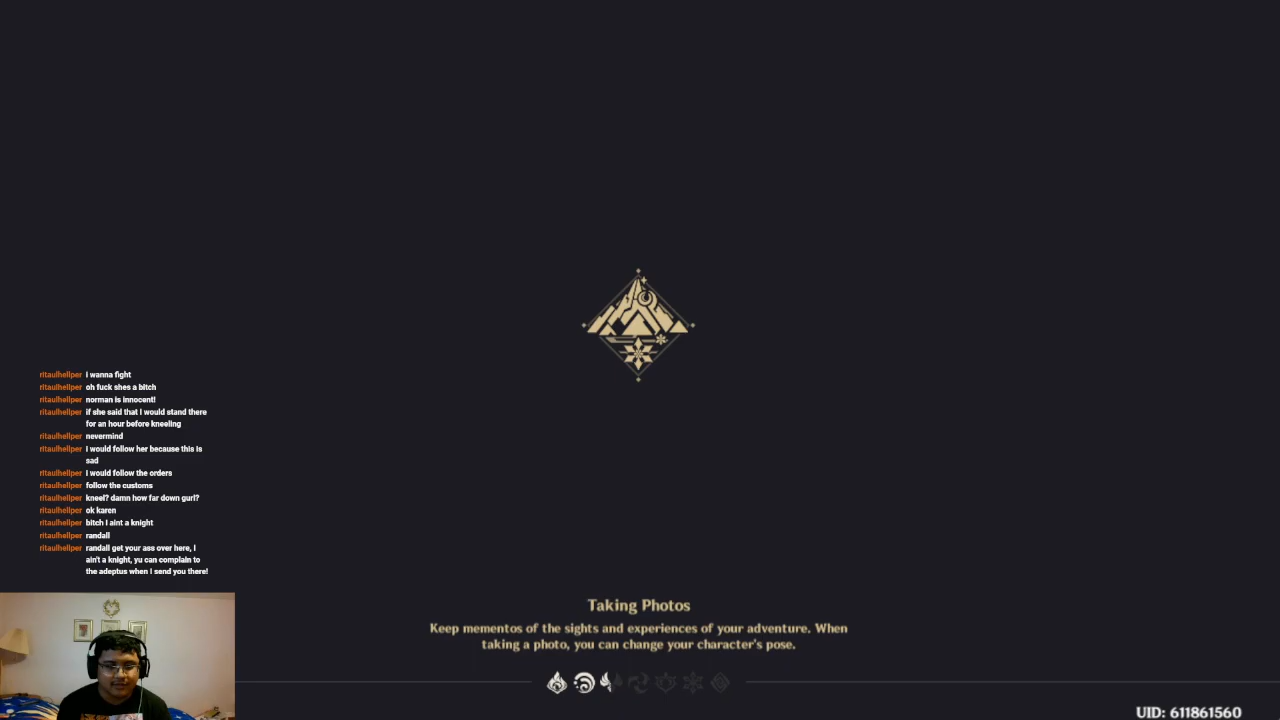 ritaulhellper i wanna fight
ritaulhellper oh fuck shes a bitch
ritaulhellper norman is innocent!
ritaulhellper if she said that I would stand there
for an hour before kneeling
ritaulhellper nevermind
ritaulhellper I would follow her because this is
sad
ritaulhellper I would follow the orders
ritaulhellper follow the customs
ritaulhellper kneel? damn how far down gurl?
ritaulhellper ok karen
ritaulhellper bitch I aint a knight
ritaulhellper randall
ritaulhellper randall get your ass over here, I
ain't a knight, yu can complain to
the adeptus when I send you there!
Taking Photos
Keep mementos of the sights and experiences of your adventure. When
taking a photo, you can change your character's pose.
UID: 611861560